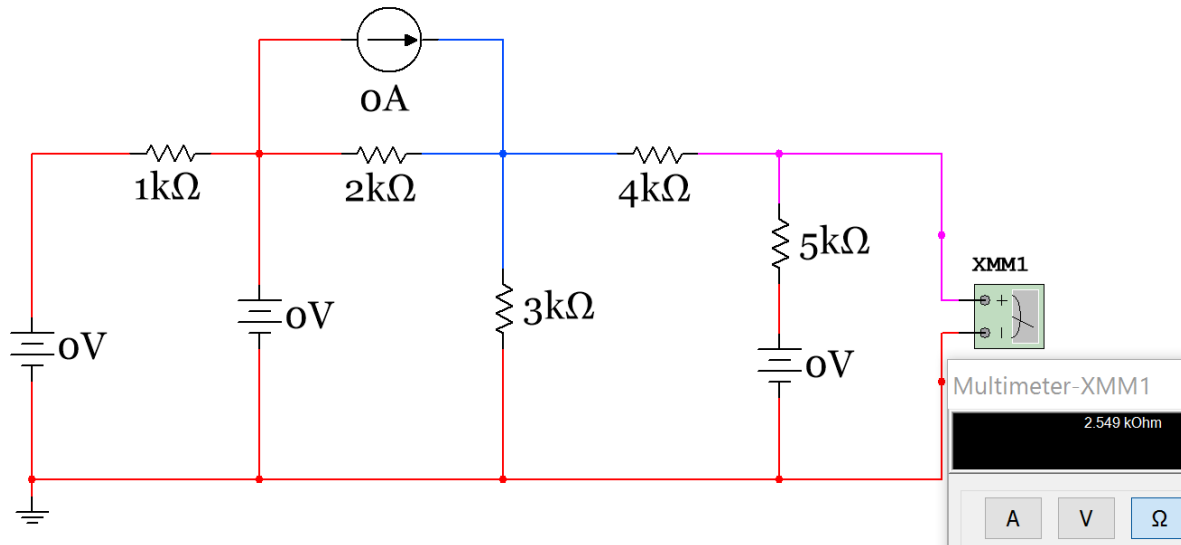 0A
1kΩ
2kΩ
4kΩ
5kΩ
XMM1
+
0V
3kΩ
0V
0V
Multimeter-XMM1
2.549 kOhm
A V Ω